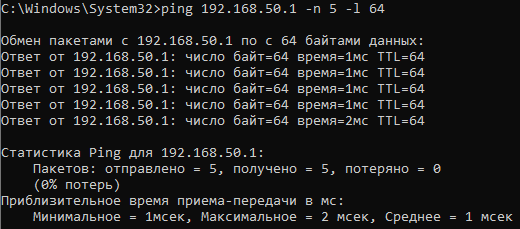 C:\Windows\System32>ping 192.168.50.1 -n 5 -l 64
Обмен пакетами с 192.168.50.1 по с 64 байтами данных:
Ответ от 192.168.50.1: число байт=64 время=1мс TTL=64
Ответ от 192.168.50.1: число байт=64 время=1мс TTL=64
Ответ от 192.168.50.1: число байт=64 время=1мс TTL=64
Ответ от 192.168.50.1: число байт=64 время=1мс TTL=64
Ответ от 192.168.50.1: число байт=64 время=2мс TTL=64
Статистика Ping для 192.168.50.1:
Пакетов: отправлено = 5, получено = 5, потеряно = 0
(0% потерь)
Приблизительное время приема-передачи в мс:
Минимальное = 1мсек, Максимальное = 2 мсек, Среднее = 1 мсек